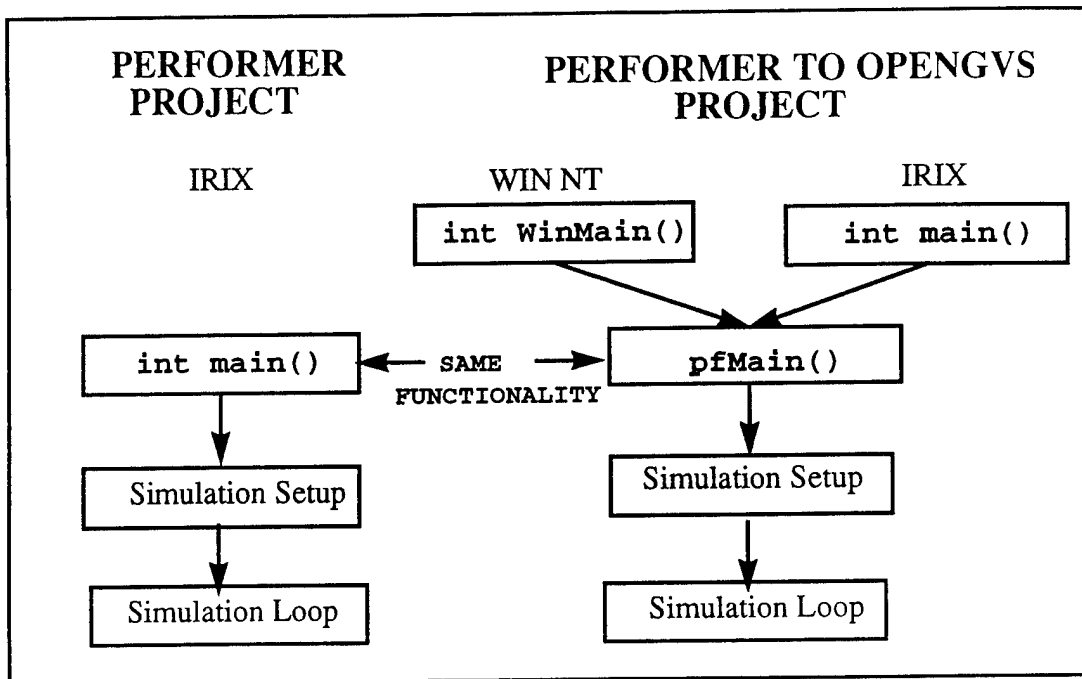 PERFORMER
PROJECT
IRIX
int main()
Simulation Setup
Simulation Loop
SAME
FUNCTIONALITY
PERFORMER TO OPENGVS
PROJECT
WIN NT
IRIX
int WinMain()
int main()
pfMain()
Simulation Setup
Simulation Loop